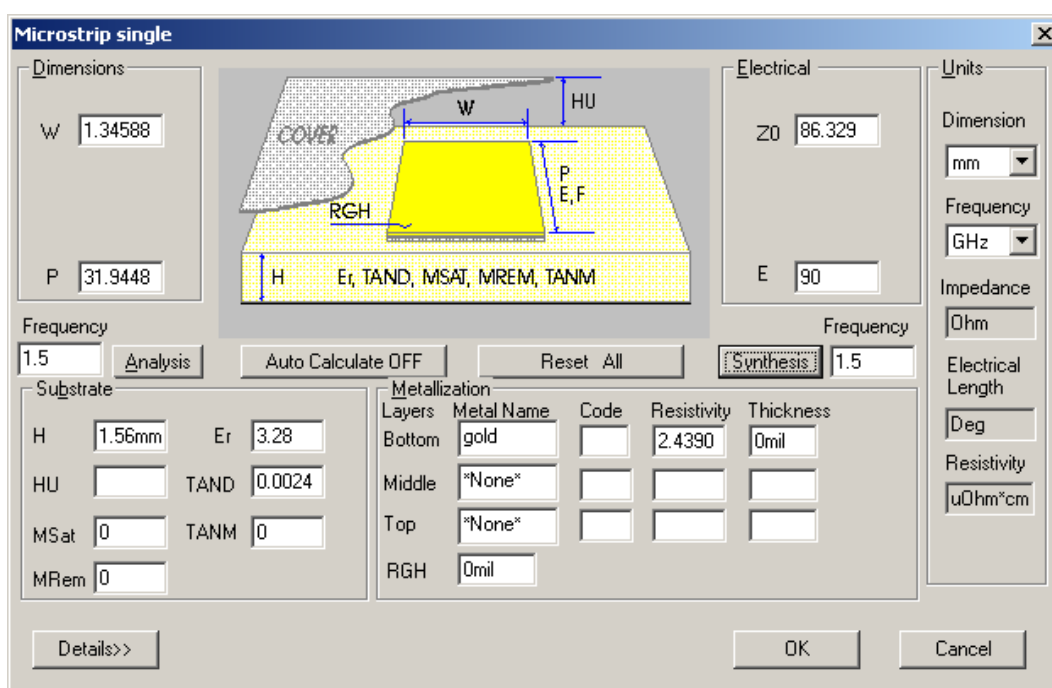 Microstrip single
Dimensions
W 1.34588
P 31.9448
COVER
W
HU
P
E,F
RGH
H Er, TAND, MSAT, MREM, TANM
Electrical
Z0 86.329
E 90
Units
Dimension
mm
Frequency
GHz
Impedance
Ohm
Electrical
Length
Deg
Resistivity
uOhm*cm
Frequency
1.5
Analysis
Auto Calculate OFF
Reset All
Synthesis
Frequency
1.5
Substrate
H 1.56mm Er 3.28
HU TAND 0.0024
MSat 0 TANM 0
MRem 0
Metallization
Layers Metal Name Code Resistivity Thickness
Bottom gold 2.4390 0mil
Middle *None*
Top *None*
RGH 0mil
Details>>
OK
Cancel